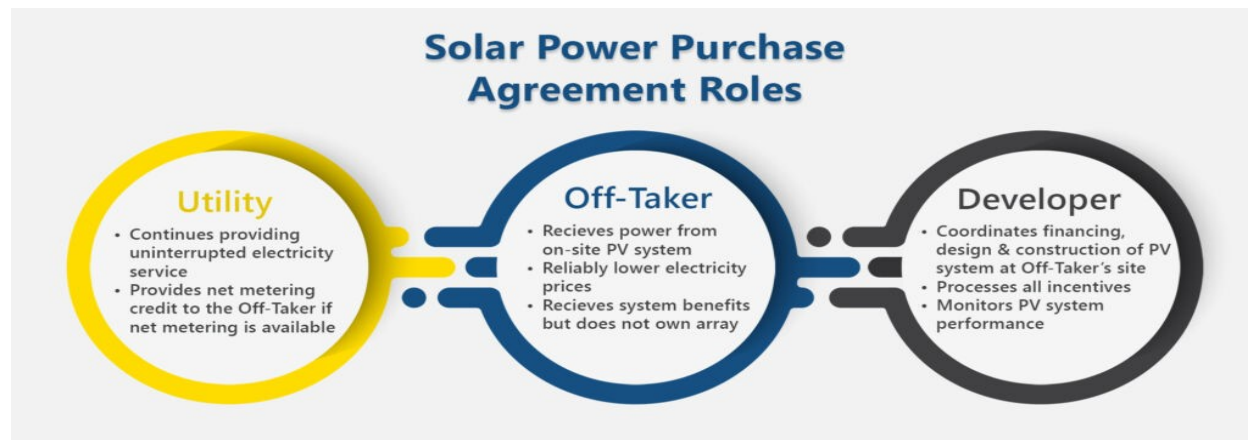 Solar Power Purchase
Agreement Roles
Utility
• Continues providing
uninterrupted electricity
service
• Provides net metering
credit to the Off-Taker if
net metering is available
Off-Taker
• Recieves power from
on-site PV system
• Reliably lower electricity
prices
• Recieves system benefits
but does not own array
Developer
• Coordinates financing,
design & construction of PV
system at Off-Taker's site
• Processes all incentives
• Monitors PV system
performance